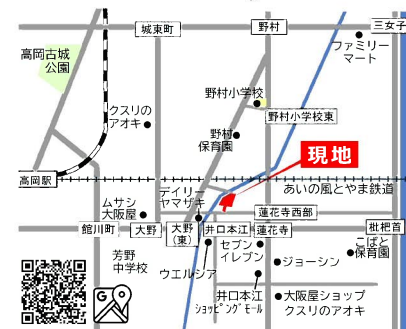 城東町
野村
三女子
ファミリー
マート
高岡古城
公園
クスリの
アオキ
野村小学校
野村小学校東
野村
保育園
現地
高岡駅
あいの風とやま鉄道
デイリー
ヤマザキ
ムサシ
大阪屋
蓮花寺西部
館川町
大野
大野
(東)
井口本江
蓮花寺
枇杷首
芳野
中学校
ウエルシア
セブン
イレブン
ジョーシン
こばと
保育園
井口本江
ショッピングモール
大阪屋ショップ
クスリのアオキ
G